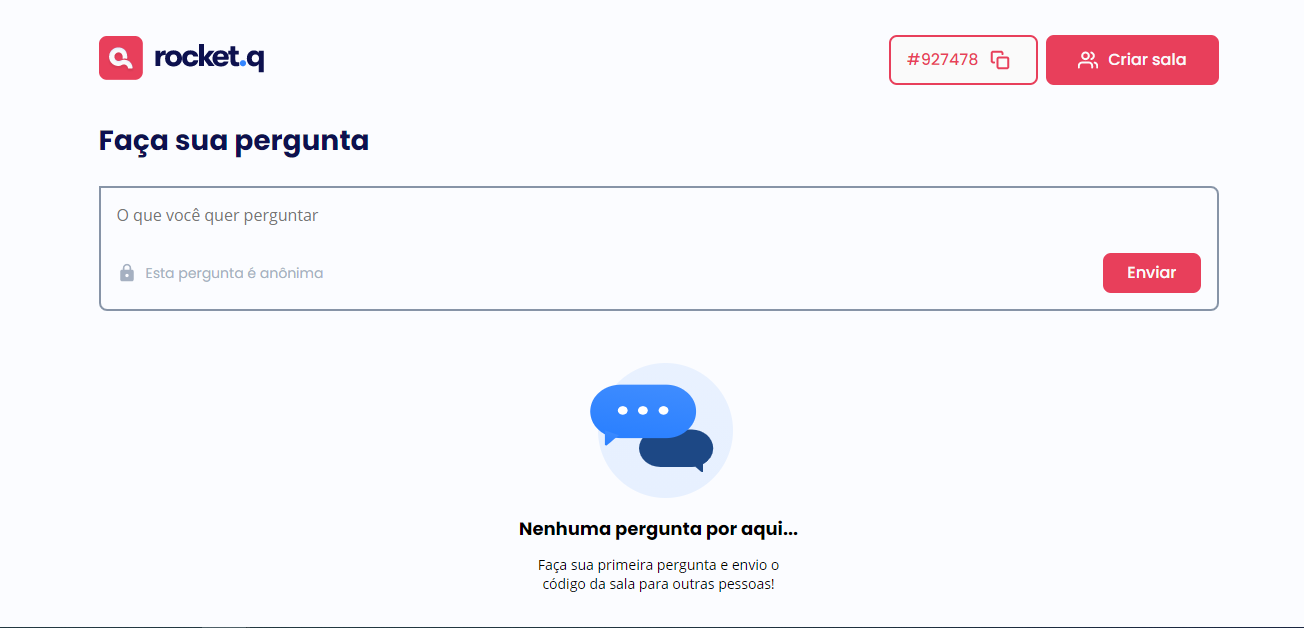 rocket.q
#927478
Criar sala
Faça sua pergunta
O que você quer perguntar
Esta pergunta é anônima
Enviar
Nenhuma pergunta por aqui...
Faça sua primeira pergunta e envio o
código da sala para outras pessoas!